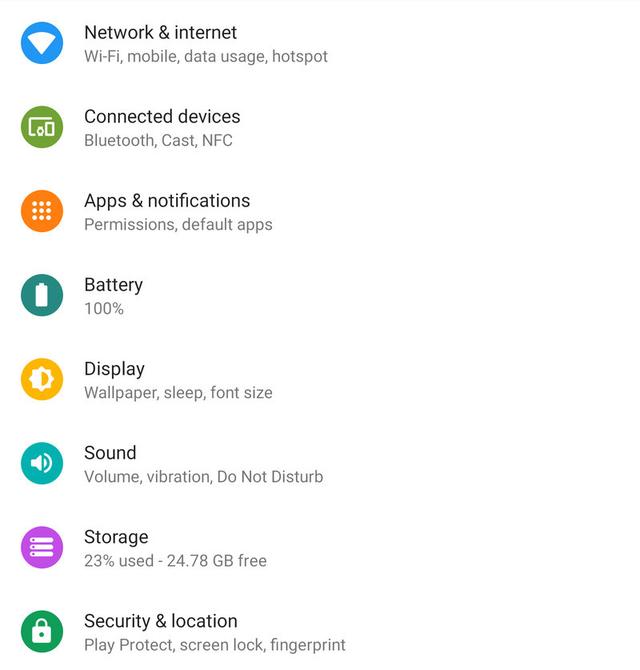 Network & internet
Wi-Fi, mobile, data usage, hotspot
Connected devices
Bluetooth, Cast, NFC
Apps & notifications
Permissions, default apps
Battery
100%
Display
Wallpaper, sleep, font size
Sound
Volume, vibration, Do Not Disturb
Storage
23% used - 24.78 GB free
Security & location
Play Protect, screen lock, fingerprint